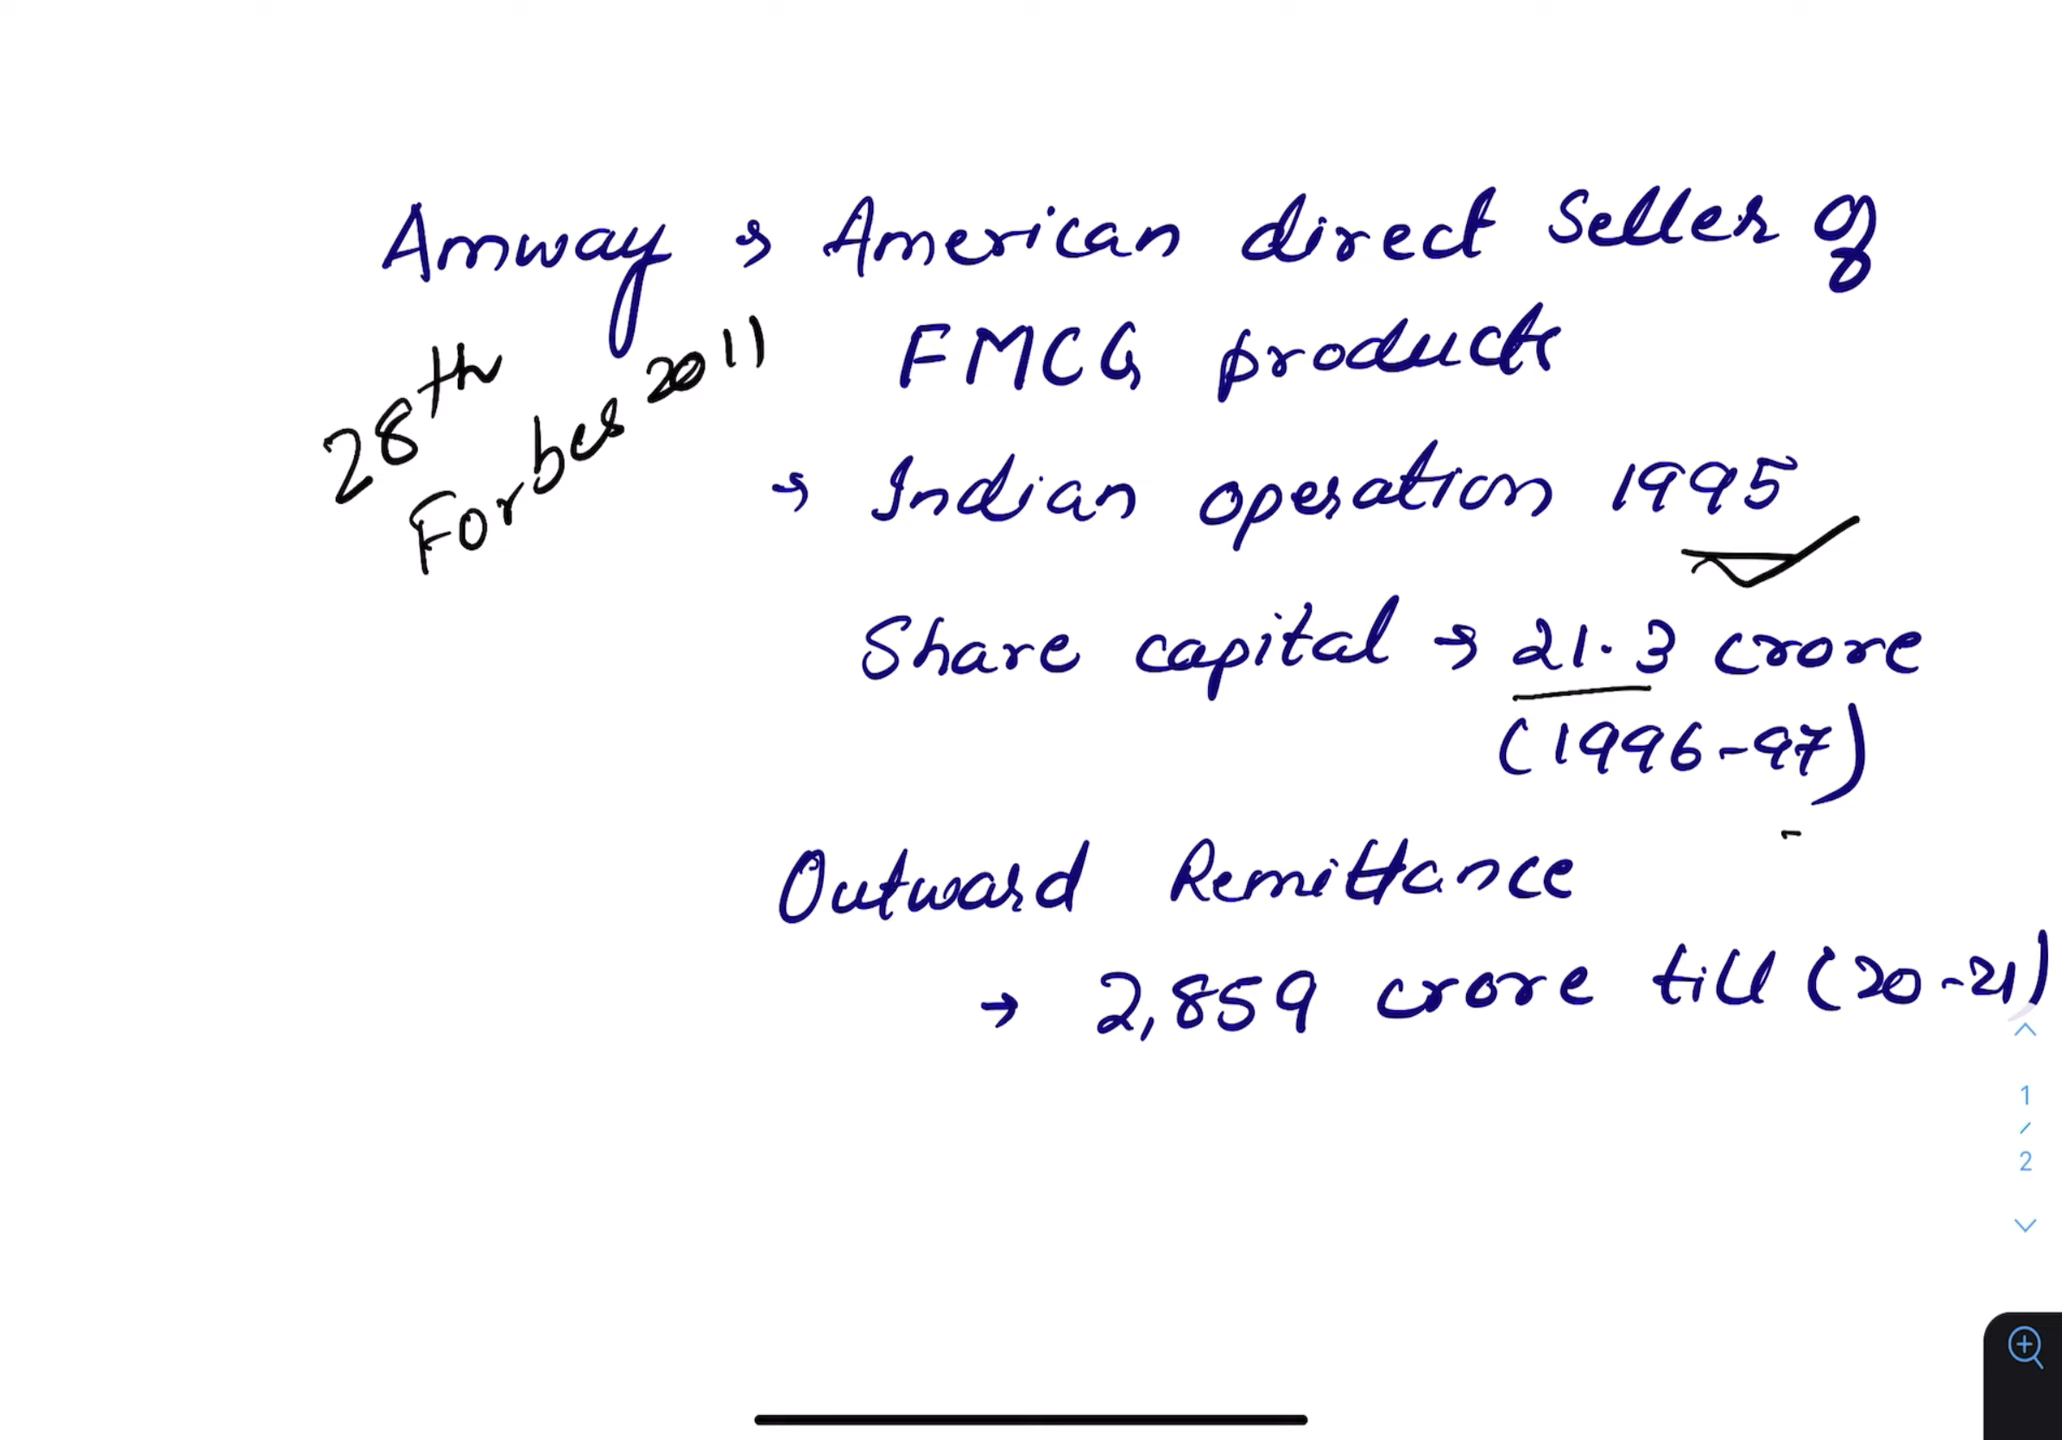 Amway → American direct seller of
FMCG products
28th
Forbes 2011
→ Indian operation 1995
Share capital → 21.3 crore
(1996-97)
Outward Remittance
→ 2,859 crore till (20-21)
1
/
2